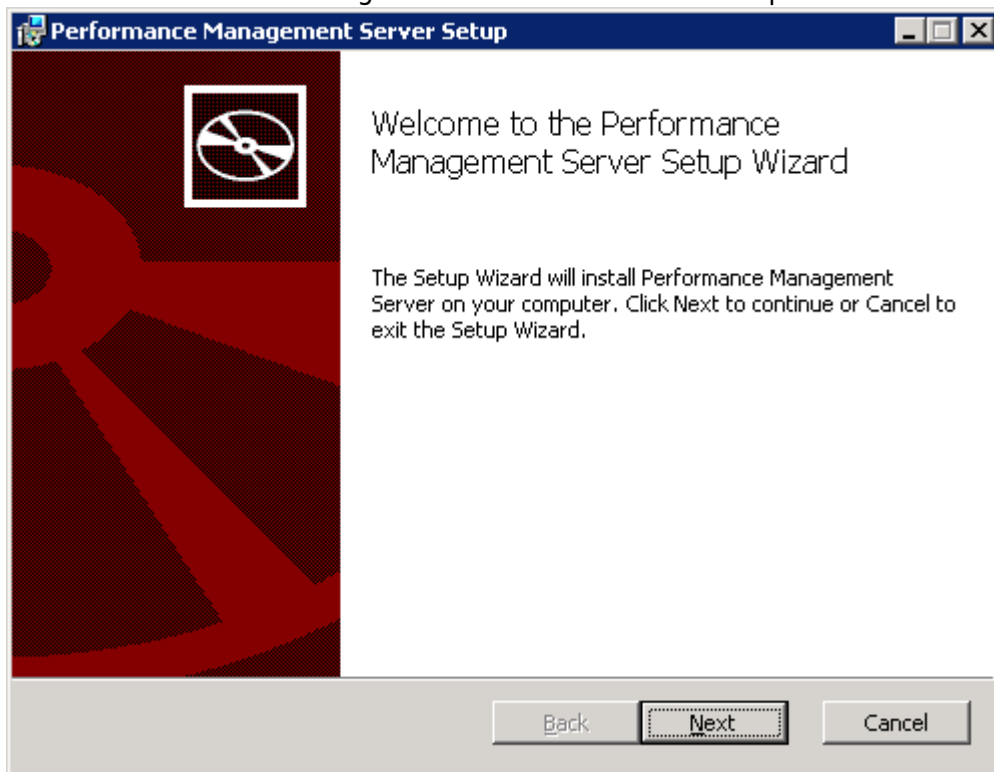 Performance Management Server Setup
Welcome to the Performance
Management Server Setup Wizard
The Setup Wizard will install Performance Management
Server on your computer. Click Next to continue or Cancel to
exit the Setup Wizard.
Back
Next
Cancel